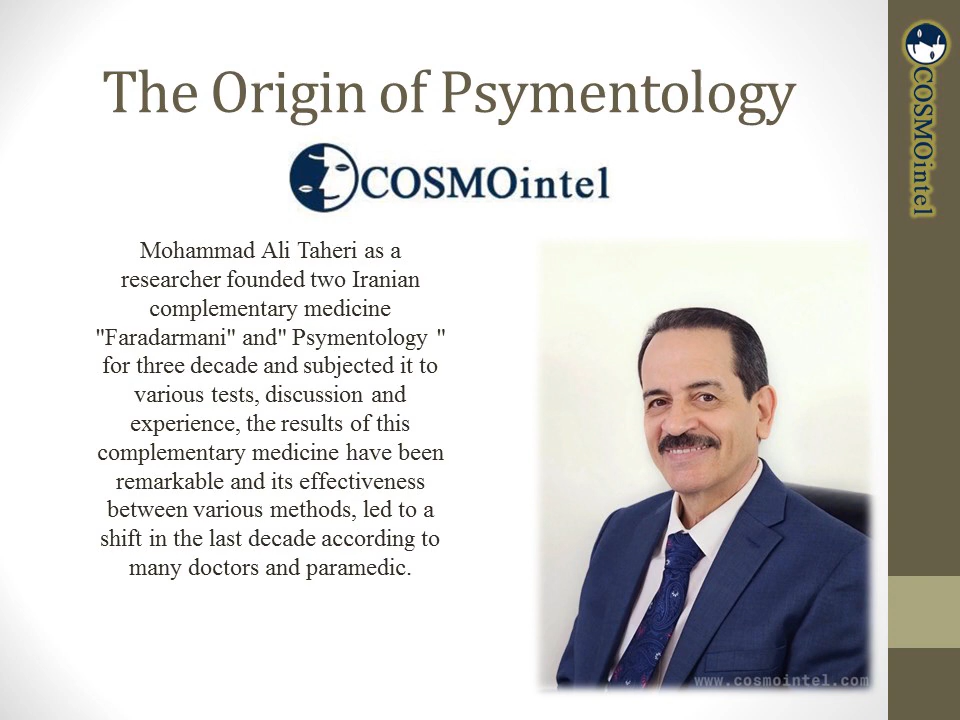 The Origin of Psymentology
COSMOintel
COSMOintel
Mohammad Ali Taheri as a
researcher founded two Iranian
complementary medicine
"Faradarmani" and" Psymentology "
for three decade and subjected it to
various tests, discussion and
experience, the results of this
complementary medicine have been
remarkable and its effectiveness
between various methods, led to a
shift in the last decade according to
many doctors and paramedic.
www.cosmointel.com